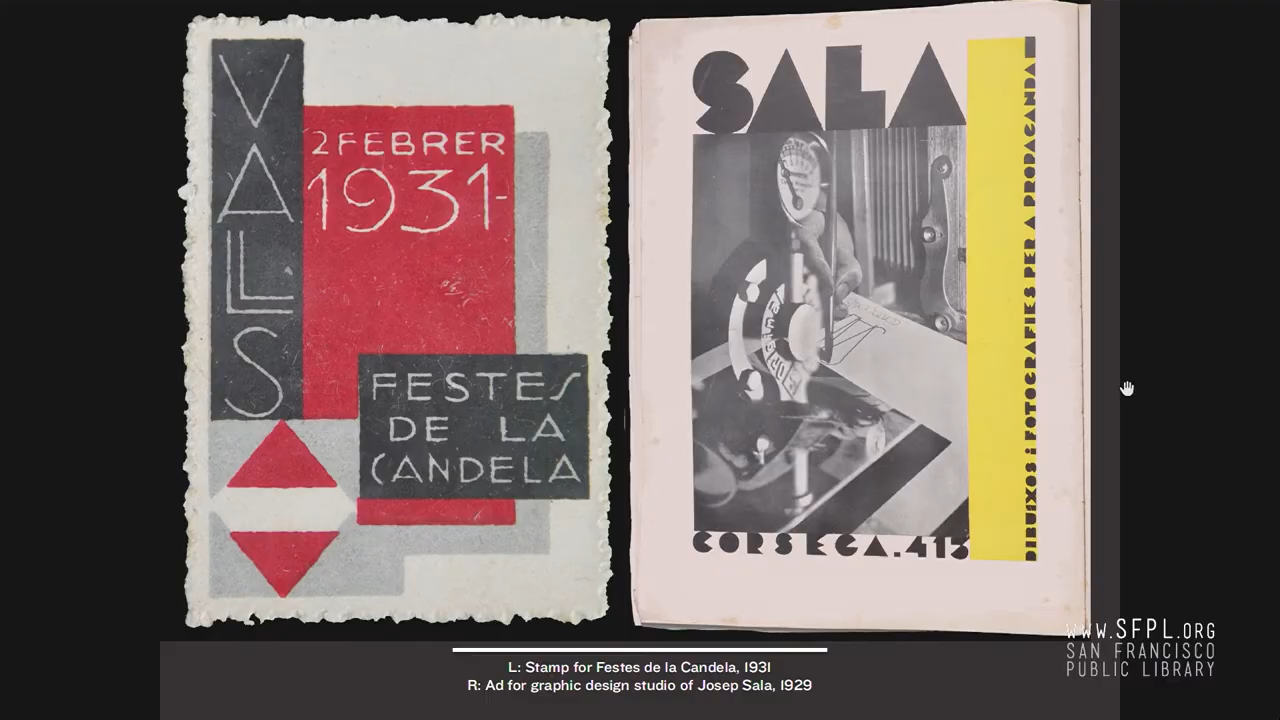 VALLS
2 FEBRER
1931-
FESTES
DE LA
CANDELA
SALA
DIBUIXOS i FOTOGRAFIES PER A PROPAGANDA
CORSEGA. 413
L: Stamp for Festes de la Candela, 1931
R: Ad for graphic design studio of Josep Sala, 1929
WWW.SFPL.ORG
SAN FRANCISCO
PUBLIC LIBRARY